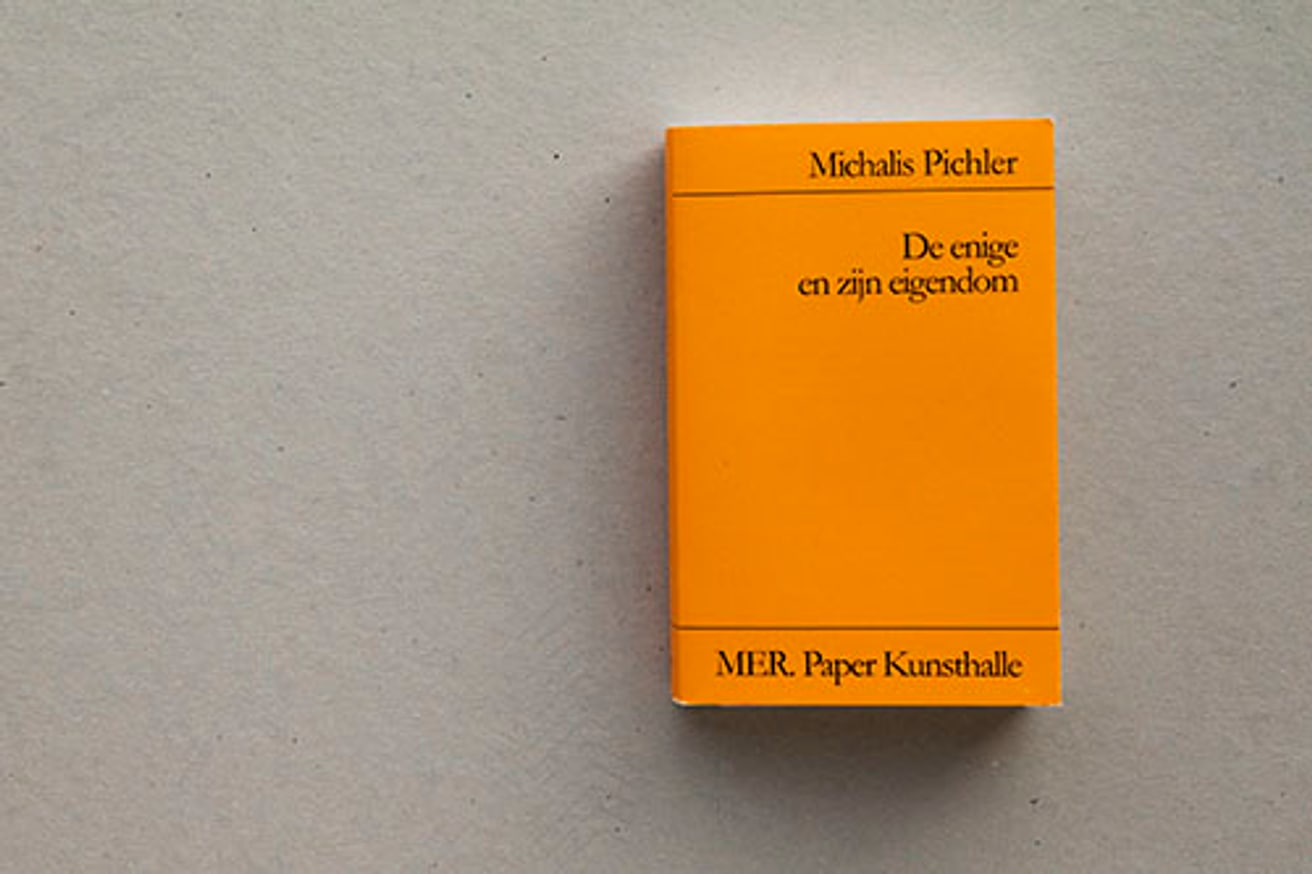 Michalis Pichler
De enige
en zijn eigendom
MER. Paper Kunsthalle